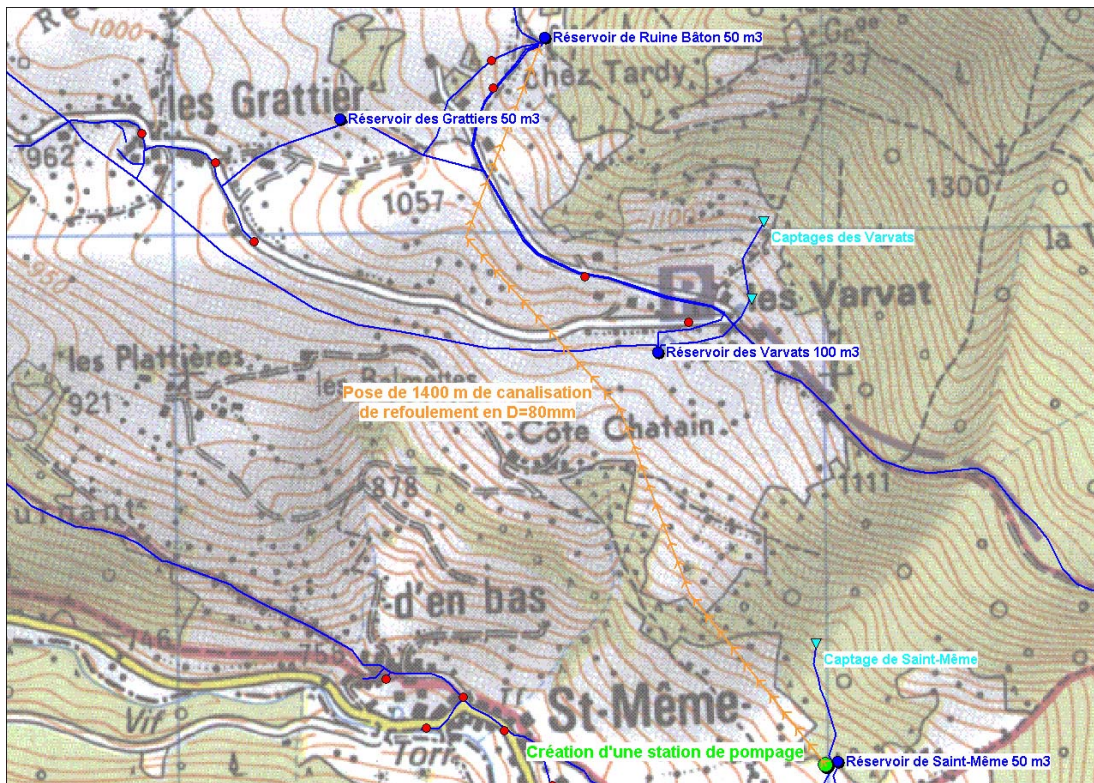 1000
Réservoir de Ruine Bâton 50 m3
chez Tardy
1237
les Grattier
Réservoir des Grattiers 50 m3
962
1057
1300
1100
Captages des Varvats
la V
950
P
les Varvat
les Plattières
Réservoir des Varvats 100 m3
921
Pose de 1400 m de canalisation
de refoulement en D=80mm
Côte Chatain
878
1111
d'en bas
746
Captage de Saint-Même
Vif
St-Même
Torr
Création d'une station de pompage
Réservoir de Saint-Même 50 m3